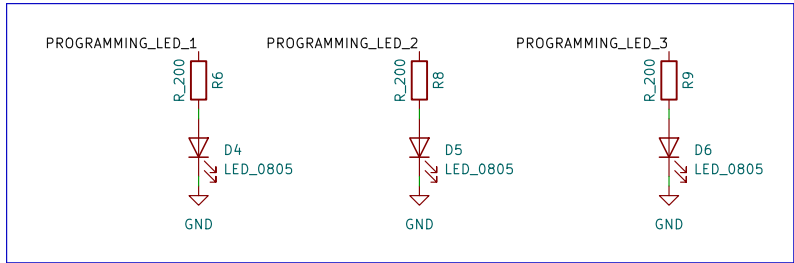 PROGRAMMING_LED_1
R_200
R6
D4
LED_0805
GND
PROGRAMMING_LED_2
R_200
R8
D5
LED_0805
GND
PROGRAMMING_LED_3
R_200
R9
D6
LED_0805
GND